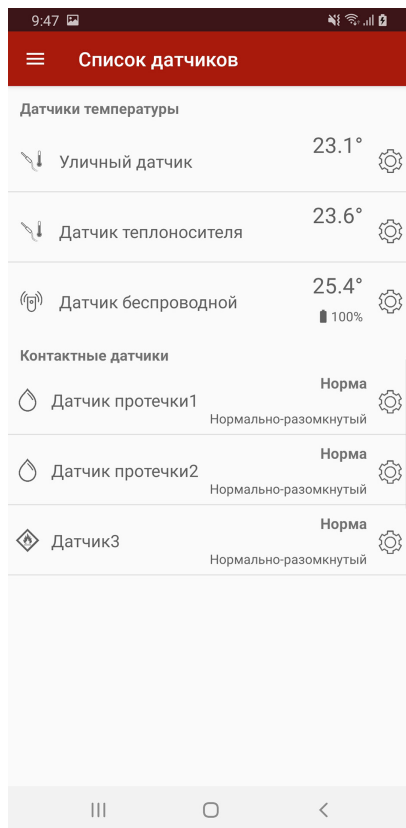 9:47
Список датчиков
Датчики температуры
Уличный датчик
23.1°
Датчик теплоносителя
23.6°
Датчик беспроводной
25.4°
100%
Контактные датчики
Датчик протечки1
Норма
Нормально-разомкнутый
Датчик протечки2
Норма
Нормально-разомкнутый
Датчик3
Норма
Нормально-разомкнутый